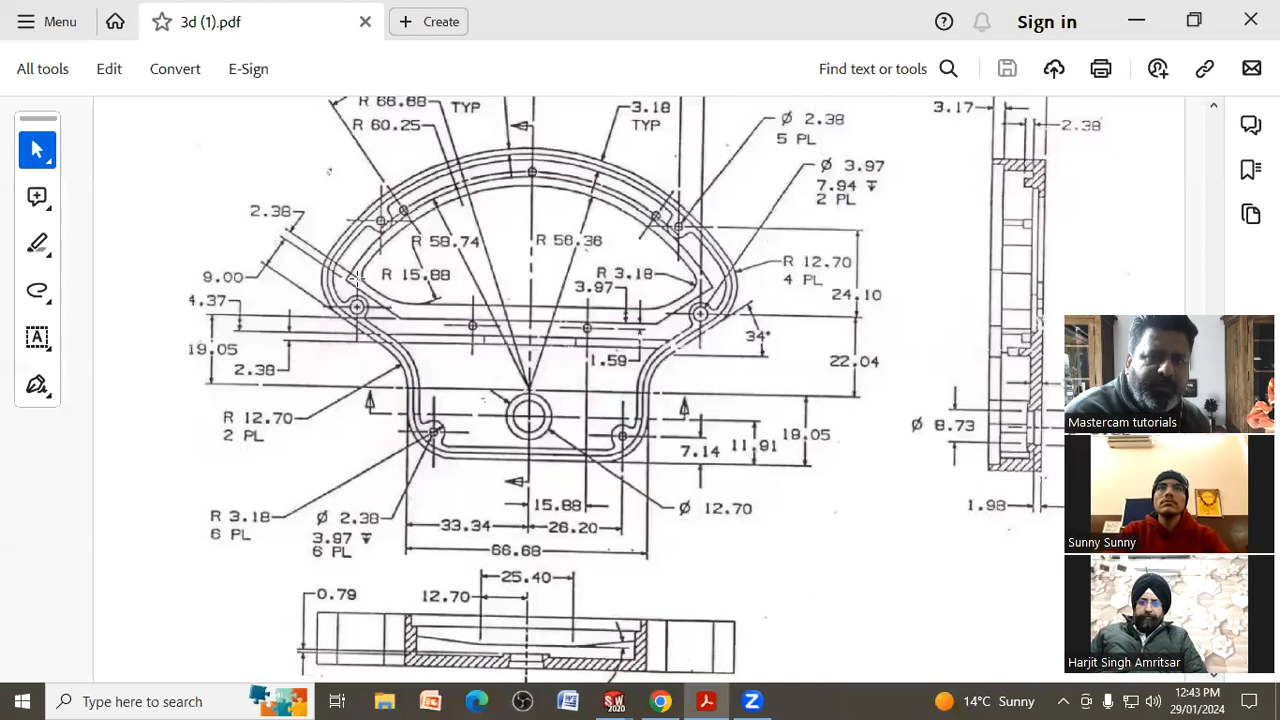 Menu
3d (1).pdf
Create
Sign in
All tools
Edit
Convert
E-Sign
Find text or tools
R 66.68
TYP
R 60.25
3.18
TYP
Ø 2.38
5 PL
Ø 3.97
7.94 ↧
2 PL
3.17
2.38
2.38
R 58.74
R 56.36
9.00
R 15.88
R 3.18
3.97
R 12.70
4 PL
24.10
4.37
19.05
34°
1.59
22.04
2.38
R 12.70
2 PL
7.14
11.91
18.05
Ø 8.73
15.88
Ø 12.70
1.98
R 3.18
6 PL
Ø 2.38
3.97 ↧
6 PL
33.34
26.20
66.68
25.40
0.79
12.70
Mastercam tutorials
Sunny Sunny
Harjit Singh Amritsar
Type here to search
SW
2020
14°C Sunny
12:43 PM
29/01/2024